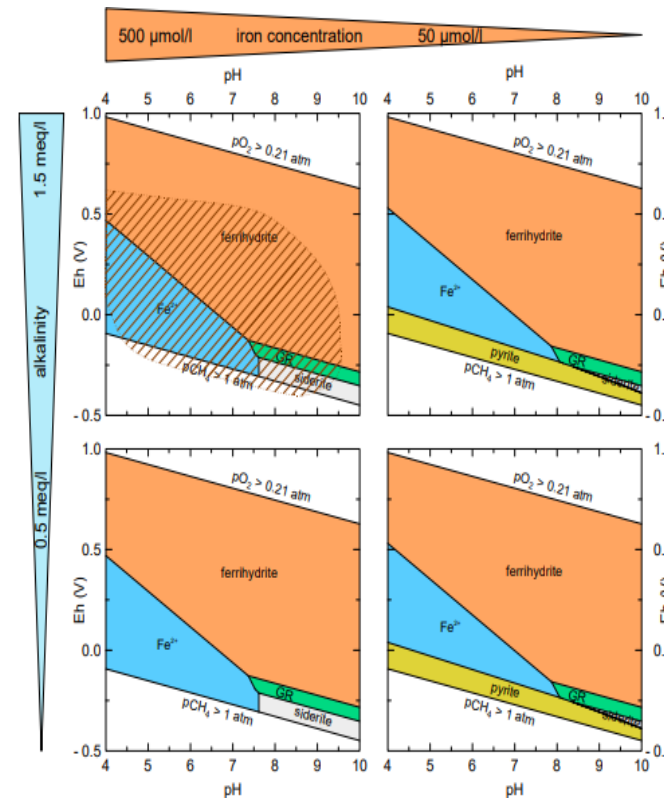 500 µmol/l iron concentration 50 µmol/l
pH pH
4 5 6 7 8 9 10 4 5 6 7 8 9 10
1.5 meq/l
alkalinity
0.5 meq/l
1.0
0.5
0.0
- 0.5
Eh (V)
pO₂ > 0.21 atm
ferrihydrite
Fe²⁺
GR
siderite
pCH₄ > 1 atm
pO₂ > 0.21 atm
ferrihydrite
Fe²⁺
GR
siderite
pyrite
pCH₄ > 1 atm
1.0
0.5
0.0
- 0.5
Eh (V)
pO₂ > 0.21 atm
ferrihydrite
Fe²⁺
GR
siderite
pCH₄ > 1 atm
pO₂ > 0.21 atm
ferrihydrite
Fe²⁺
GR
siderite
pyrite
pCH₄ > 1 atm
4 5 6 7 8 9 10 4 5 6 7 8 9 10
pH pH